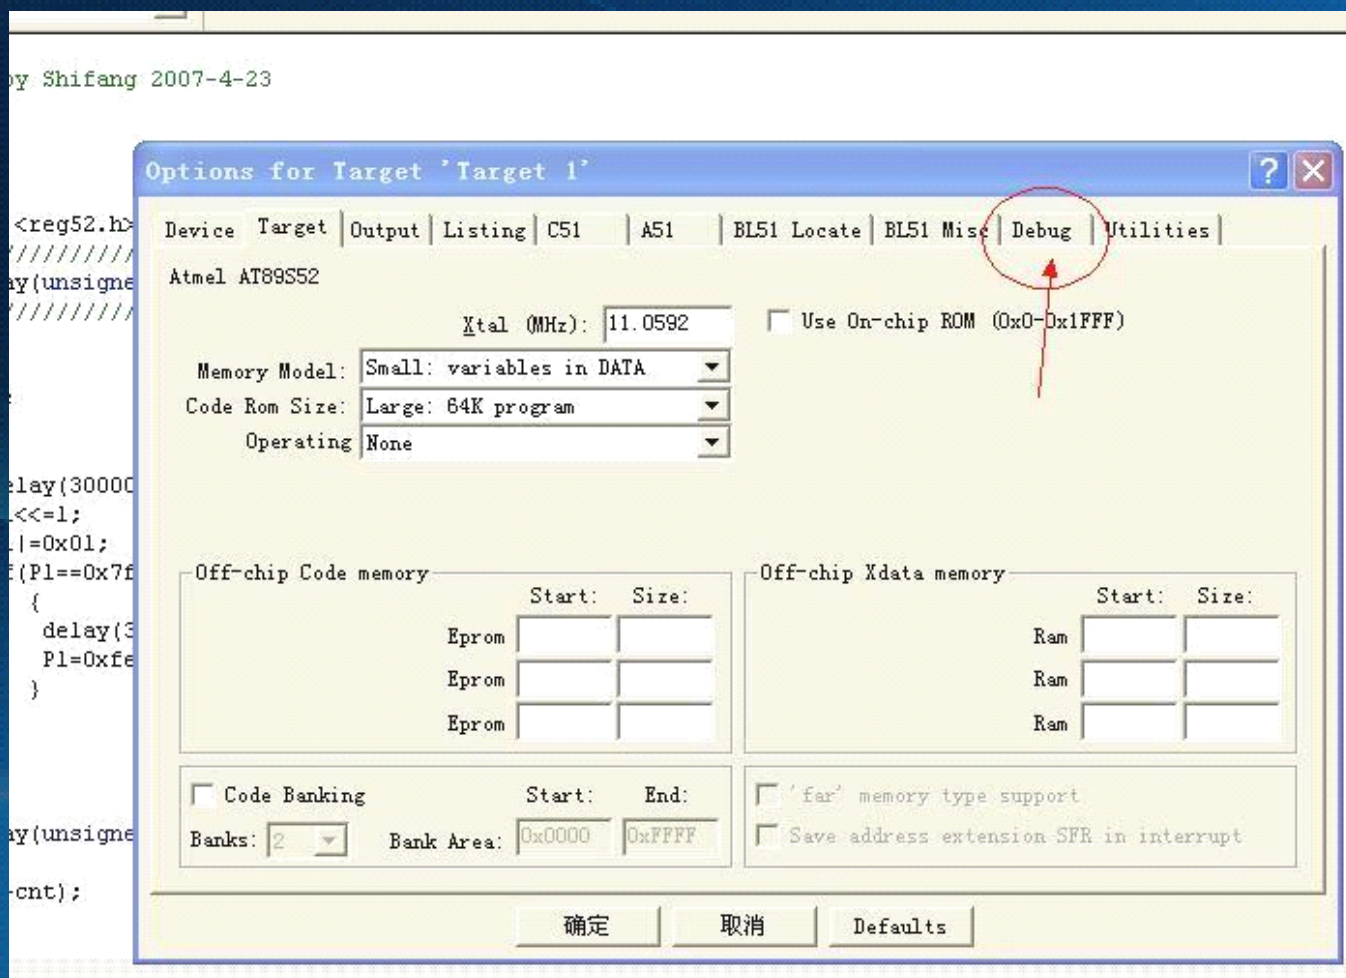 by Shifang 2007-4-23
Options for Target 'Target 1'
<reg52.h>
Device Target Output Listing C51 A51 BL51 Locate BL51 Misc Debug Utilities
//////////
ay(unsigne
//////////
Atmel AT89S52
Xtal (MHz): 11.0592
Use On-chip ROM (0x0-0x1FFF)
Memory Model: Small: variables in DATA
Code Rom Size: Large: 64K program
Operating None
elay(30000
<<=1;
|=0x01;
f(P1==0x7f
{
delay(3
P1=0xfe
}
Off-chip Code memory
Start: Size:
Eprom
Eprom
Eprom
Off-chip Xdata memory
Start: Size:
Ram
Ram
Ram
Code Banking Start: End:
Banks: 2 Bank Area: 0x0000 0xFFFF
'far' memory type support
Save address extension SFR in interrupt
ay(unsigne
cnt);
确定 取消 Defaults